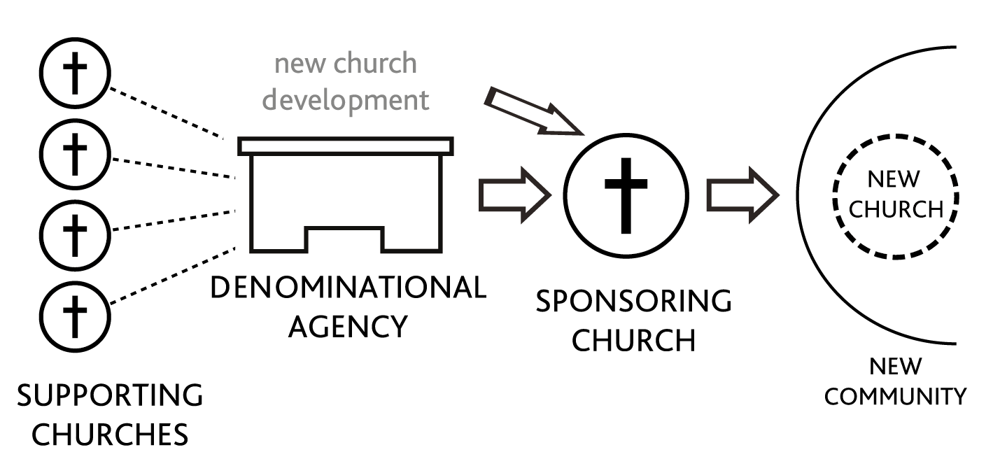 new church
development
DENOMINATIONAL
AGENCY
SUPPORTING
CHURCHES
SPONSORING
CHURCH
NEW
CHURCH
NEW
COMMUNITY